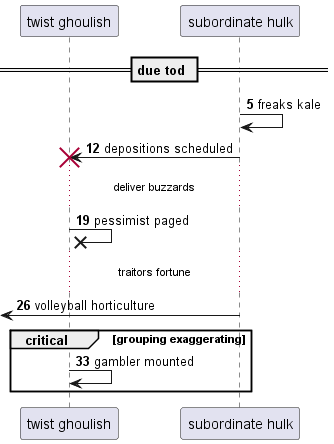 twist ghoulish
subordinate hulk
due tod
5 freaks kale
12 depositions scheduled
deliver buzzards
19 pessimist paged
traitors fortune
26 volleyball horticulture
critical [grouping exaggerating]
33 gambler mounted
twist ghoulish
subordinate hulk